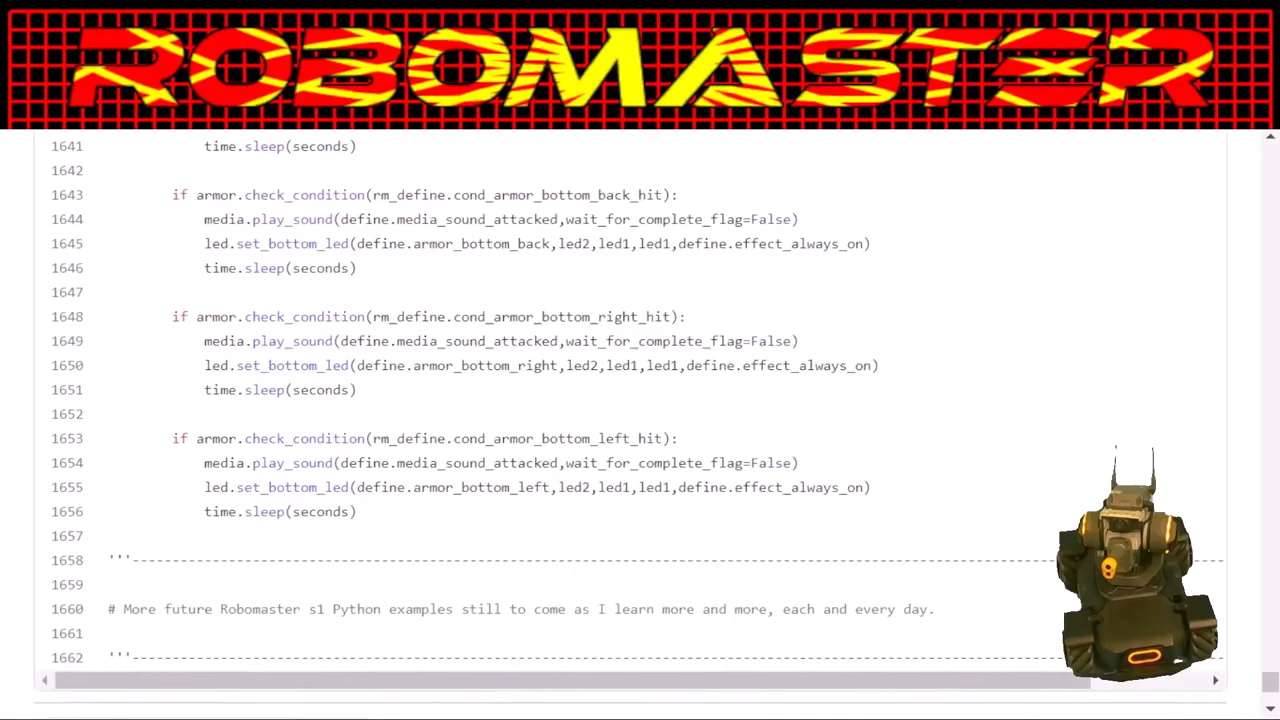 ROBOMASTER
1641 time.sleep(seconds)
1642
1643 if armor.check_condition(rm_define.cond_armor_bottom_back_hit):
1644 media.play_sound(define.media_sound_attacked,wait_for_complete_flag=False)
1645 led.set_bottom_led(define.armor_bottom_back,led2,led1,led1,define.effect_always_on)
1646 time.sleep(seconds)
1647
1648 if armor.check_condition(rm_define.cond_armor_bottom_right_hit):
1649 media.play_sound(define.media_sound_attacked,wait_for_complete_flag=False)
1650 led.set_bottom_led(define.armor_bottom_right,led2,led1,led1,define.effect_always_on)
1651 time.sleep(seconds)
1652
1653 if armor.check_condition(rm_define.cond_armor_bottom_left_hit):
1654 media.play_sound(define.media_sound_attacked,wait_for_complete_flag=False)
1655 led.set_bottom_led(define.armor_bottom_left,led2,led1,led1,define.effect_always_on)
1656 time.sleep(seconds)
1657
1658 '''----------------------------------------------------------------------------------------------------------------------------------------
1659
1660 # More future Robomaster s1 Python examples still to come as I learn more and more, each and every day.
1661
1662 '''----------------------------------------------------------------------------------------------------------------------------------------